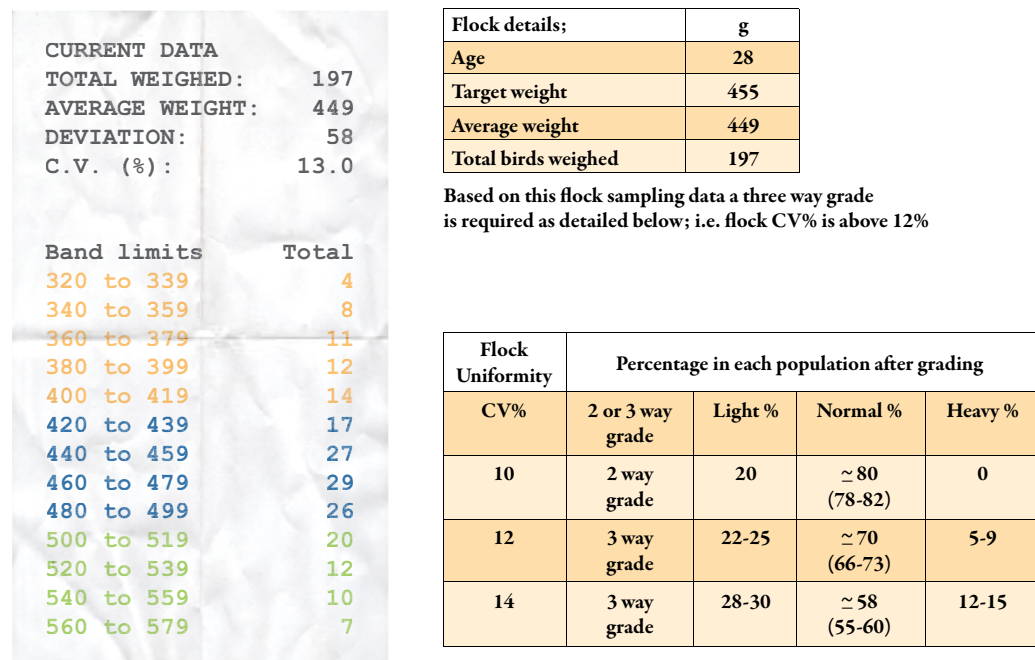 CURRENT DATA
TOTAL WEIGHED: 197
AVERAGE WEIGHT: 449
DEVIATION: 58
C.V. (%): 13.0
Band limits Total
320 to 339 4
340 to 359 8
360 to 379 11
380 to 399 12
400 to 419 14
420 to 439 17
440 to 459 27
460 to 479 29
480 to 499 26
500 to 519 20
520 to 539 12
540 to 559 10
560 to 579 7
Flock details; g
Age 28
Target weight 455
Average weight 449
Total birds weighed 197
Based on this flock sampling data a three way grade
is required as detailed below; i.e. flock CV% is above 12%
Flock
Uniformity
Percentage in each population after grading
CV% 2 or 3 way Light % Normal % Heavy %
grade
10 2 way 20 ≃ 80 0
grade (78-82)
12 3 way 22-25 ≃ 70 5-9
grade (66-73)
14 3 way 28-30 ≃ 58 12-15
grade (55-60)